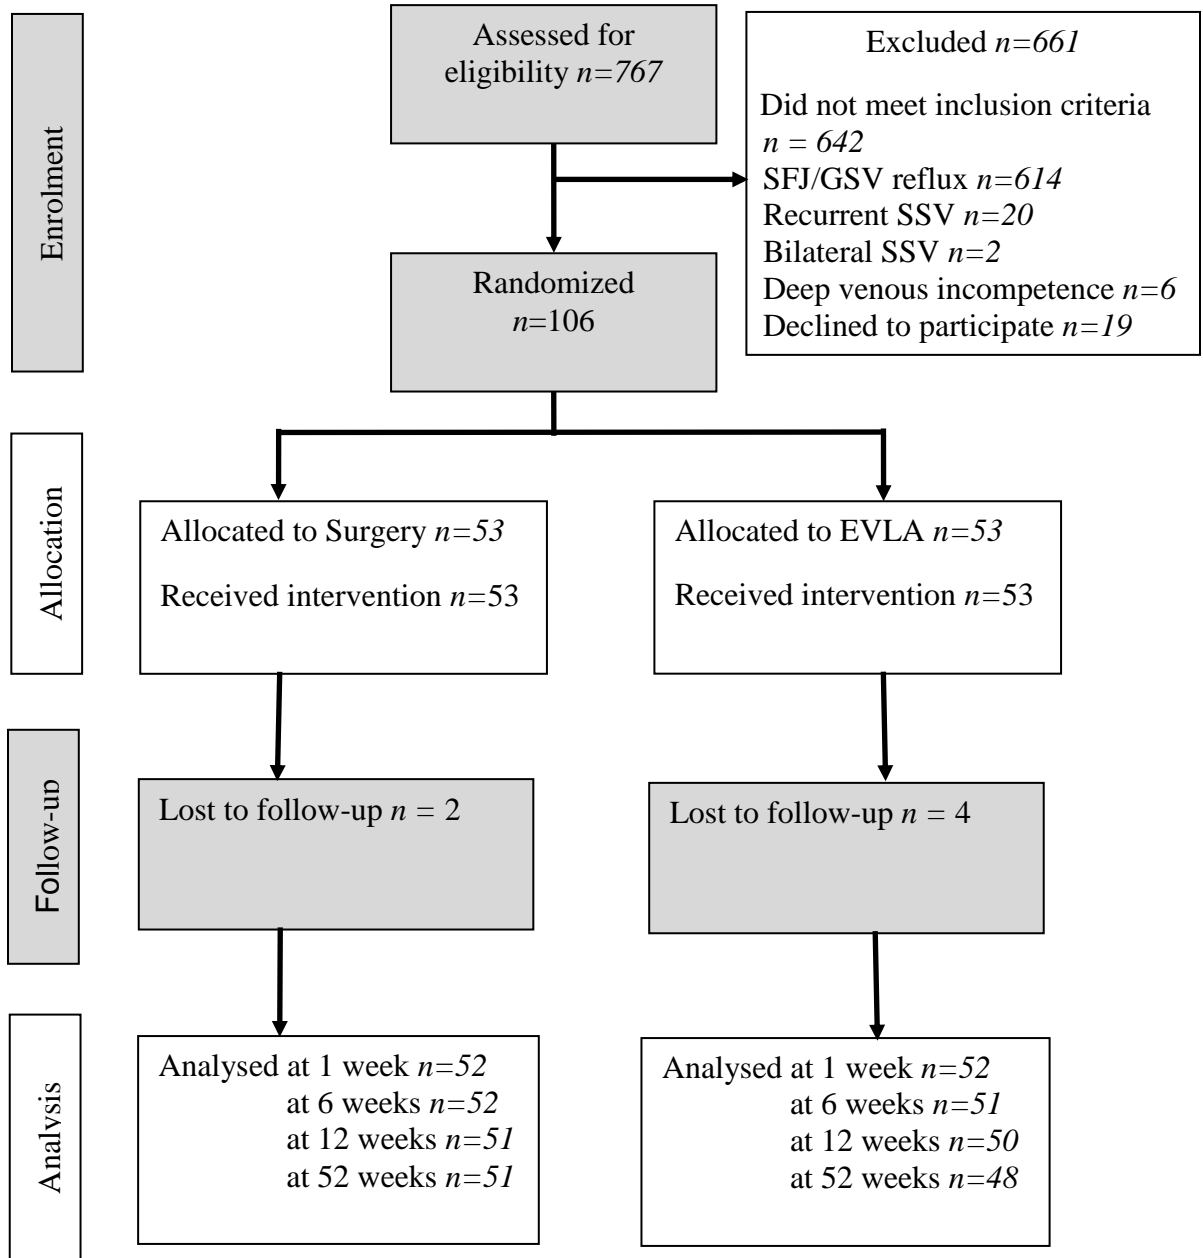 Enrolment
Assessed for
eligibility n=767
Excluded n=661
Did not meet inclusion criteria
n = 642
SFJ/GSV reflux n=614
Recurrent SSV n=20
Bilateral SSV n=2
Deep venous incompetence n=6
Declined to participate n=19
Randomized
n=106
Allocation
Allocated to Surgery n=53
Received intervention n=53
Allocated to EVLA n=53
Received intervention n=53
Follow-up
Lost to follow-up n = 2
Lost to follow-up n = 4
Analysis
Analysed at 1 week n=52
at 6 weeks n=52
at 12 weeks n=51
at 52 weeks n=51
Analysed at 1 week n=52
at 6 weeks n=51
at 12 weeks n=50
at 52 weeks n=48